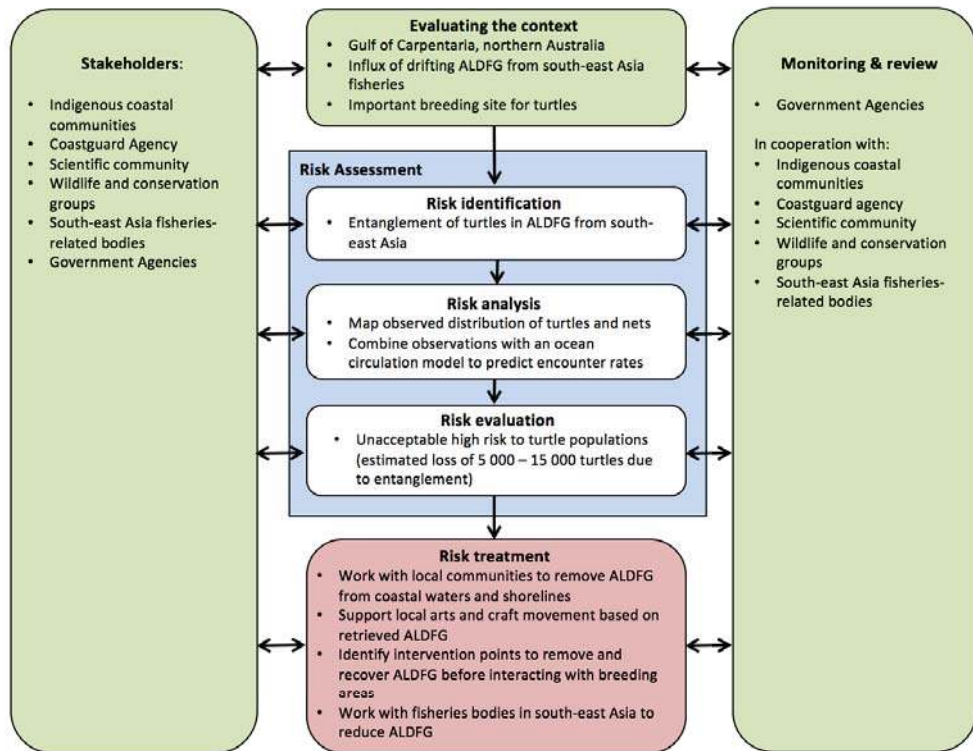 Stakeholders:
• Indigenous coastal
communities
• Coastguard Agency
• Scientific community
• Wildlife and conservation
groups
• South-east Asia fisheries-
related bodies
• Government Agencies
Evaluating the context
• Gulf of Carpentaria, northern Australia
• Influx of drifting ALDFG from south-east Asia
fisheries
• Important breeding site for turtles
Risk Assessment
Risk identification
• Entanglement of turtles in ALDFG from south-
east Asia
Risk analysis
• Map observed distribution of turtles and nets
• Combine observations with an ocean
circulation model to predict encounter rates
Risk evaluation
• Unacceptable high risk to turtle populations
(estimated loss of 5 000 – 15 000 turtles due
to entanglement)
Risk treatment
• Work with local communities to remove ALDFG
from coastal waters and shorelines
• Support local arts and craft movement based on
retrieved ALDFG
• Identify intervention points to remove and
recover ALDFG before interacting with breeding
areas
• Work with fisheries bodies in south-east Asia to
reduce ALDFG
Monitoring & review
• Government Agencies
In cooperation with:
• Indigenous coastal
communities
• Coastguard agency
• Scientific community
• Wildlife and conservation
groups
• South-east Asia fisheries-
related bodies